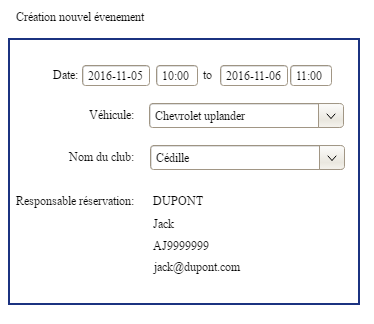 Création nouvel évenement
Date: 2016-11-05 10:00 to 2016-11-06 11:00
Véhicule: Chevrolet uplander
Nom du club: Cédille
Responsable réservation: DUPONT
Jack
AJ9999999
jack@dupont.com